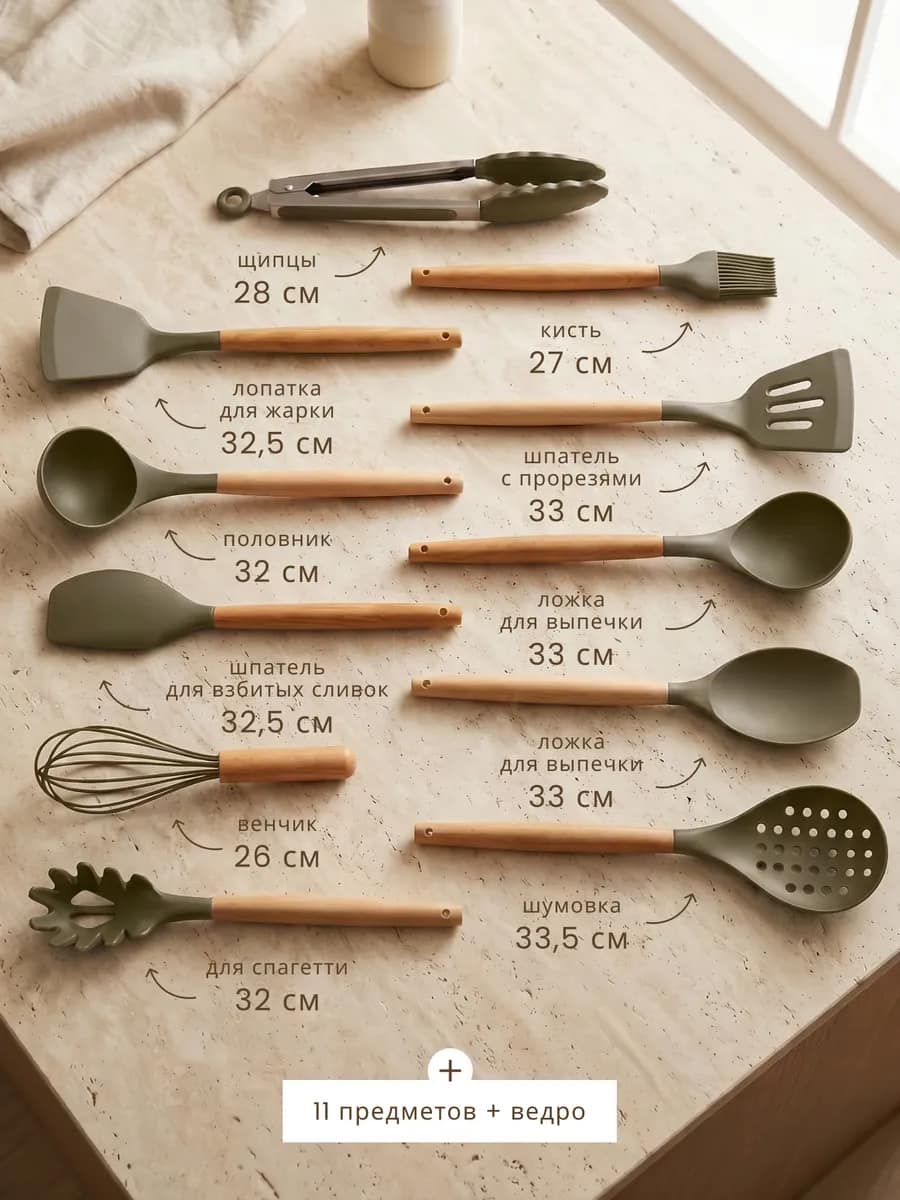 щипцы
28 см
кисть
27 см
лопатка
для жарки
32,5 см
шпатель
с прорезями
33 см
половник
32 см
ложка
для выпечки
33 см
шпатель
для взбитых сливок
32,5 см
ложка
для выпечки
33 см
венчик
26 см
шумовка
33,5 см
для спагетти
32 см
+
11 предметов + ведро